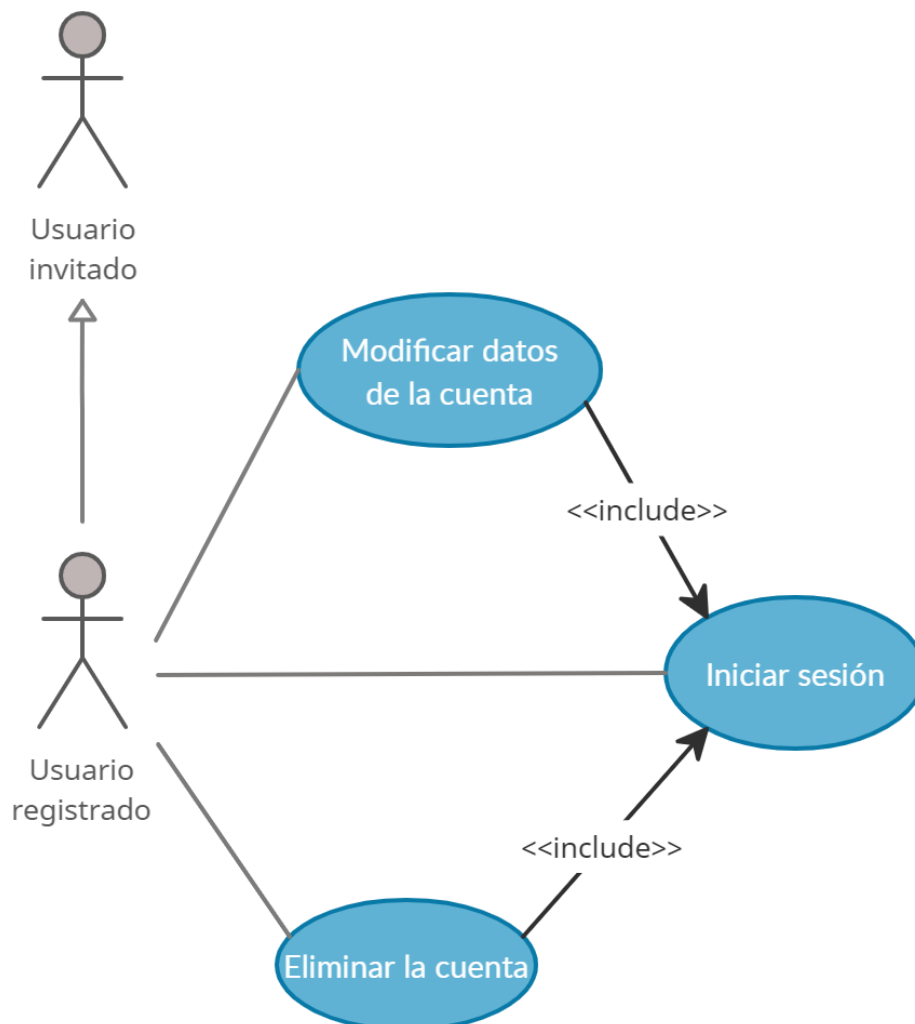 Usuario
invitado
Modificar datos
de la cuenta
<<include>>
Iniciar sesión
Usuario
registrado
<<include>>
Eliminar la cuenta